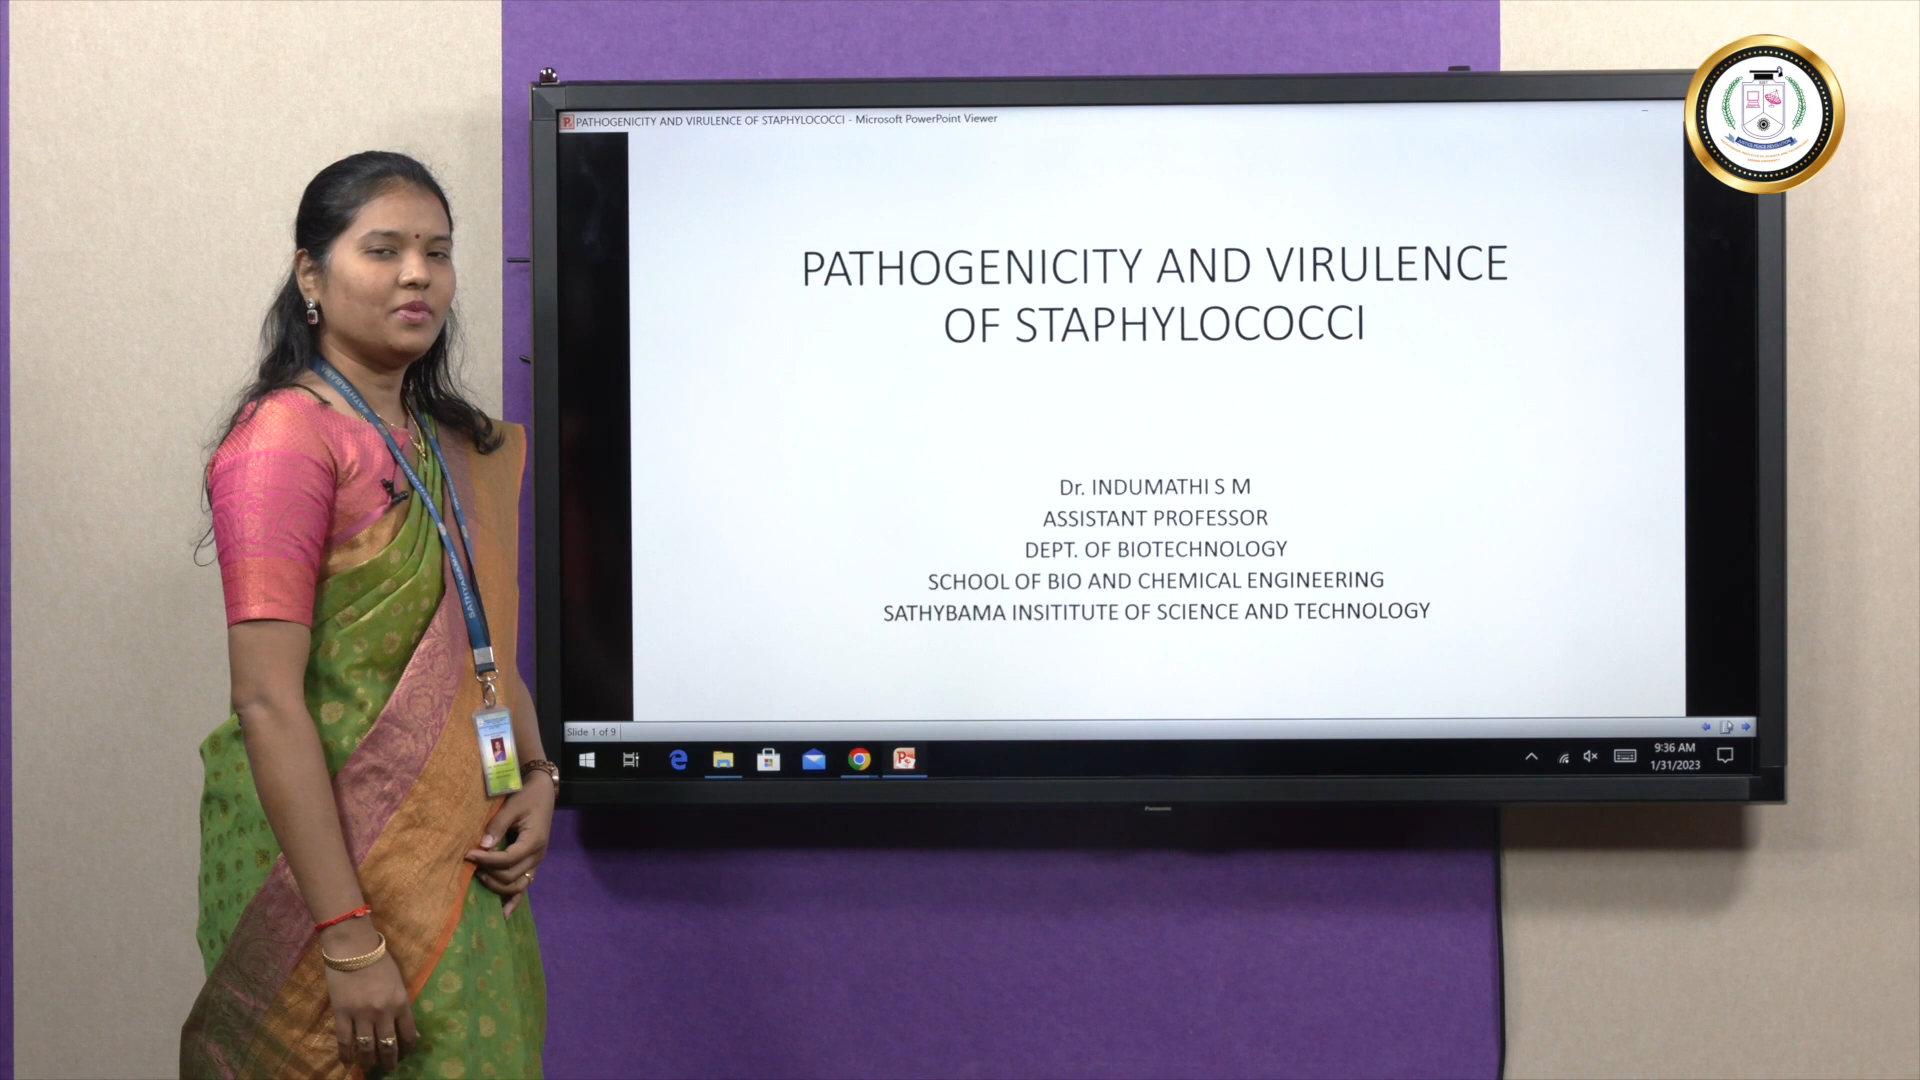 PATHOGENICITY AND VIRULENCE OF STAPHYLOCOCCI - Microsoft PowerPoint Viewer
PATHOGENICITY AND VIRULENCE
OF STAPHYLOCOCCI
Dr. INDUMATHI S M
ASSISTANT PROFESSOR
DEPT. OF BIOTECHNOLOGY
SCHOOL OF BIO AND CHEMICAL ENGINEERING
SATHYBAMA INSITITUTE OF SCIENCE AND TECHNOLOGY
Slide 1 of 9
9:36 AM
1/31/2023
Panasonic
SATHYABAMA
SATHYABAMA